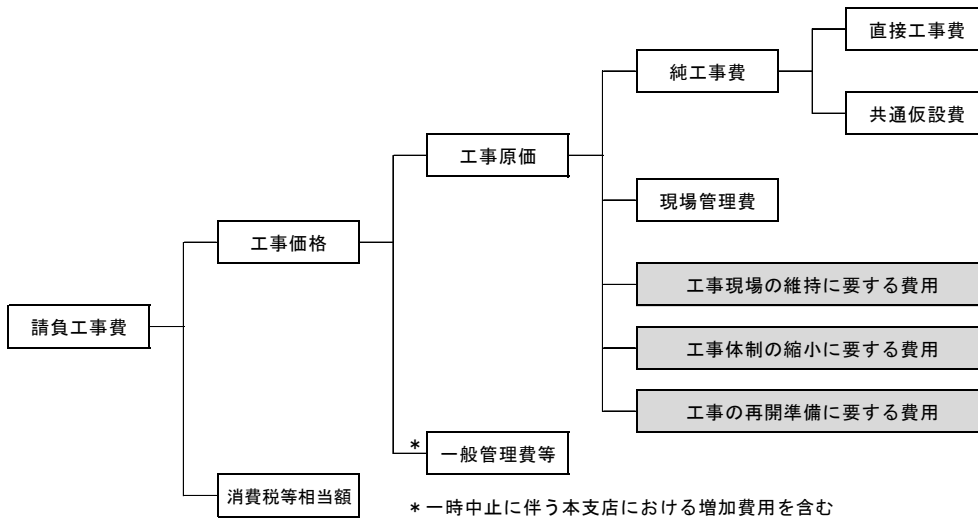 直接工事費
純工事費
共通仮設費
工事原価
現場管理費
工事価格
工事現場の維持に要する費用
請負工事費
工事体制の縮小に要する費用
工事の再開準備に要する費用
* 一般管理費等
消費税等相当額
*一時中止に伴う本支店における増加費用を含む